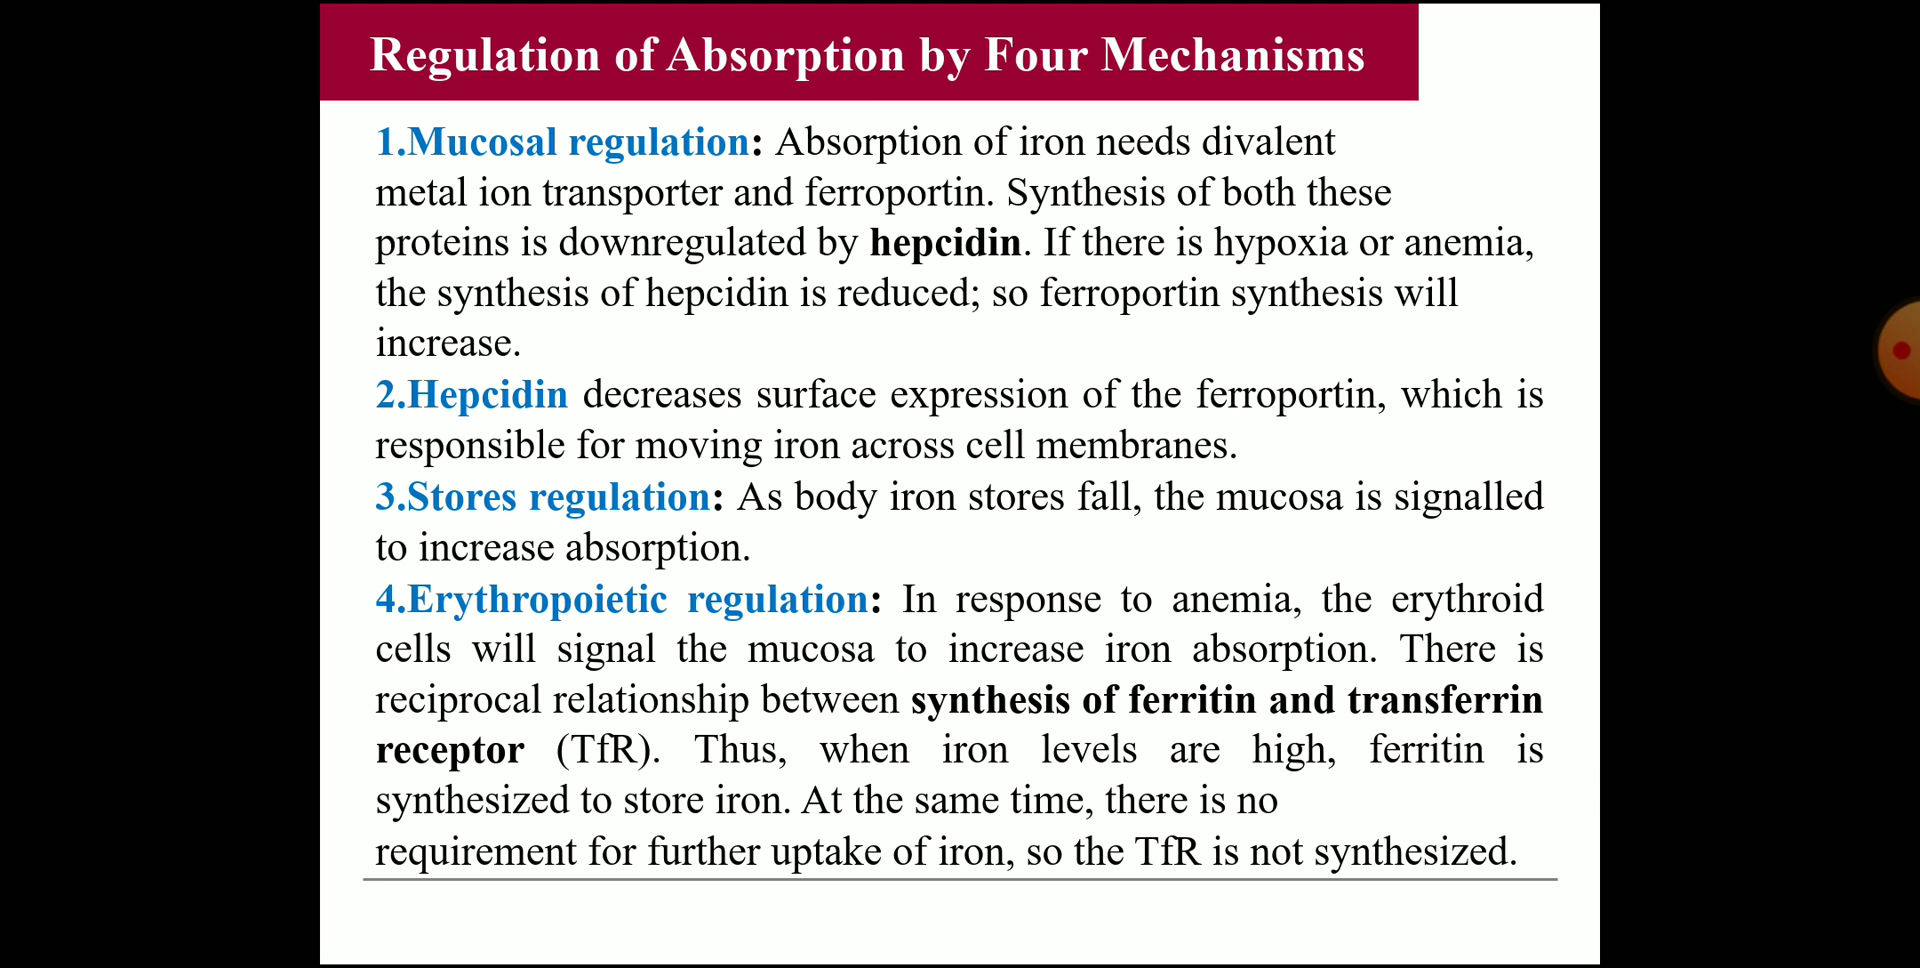 Regulation of Absorption by Four Mechanisms
1.Mucosal regulation: Absorption of iron needs divalent
metal ion transporter and ferroportin. Synthesis of both these
proteins is downregulated by hepcidin. If there is hypoxia or anemia,
the synthesis of hepcidin is reduced; so ferroportin synthesis will
increase.
2.Hepcidin decreases surface expression of the ferroportin, which is
responsible for moving iron across cell membranes.
3.Stores regulation: As body iron stores fall, the mucosa is signalled
to increase absorption.
4.Erythropoietic regulation: In response to anemia, the erythroid
cells will signal the mucosa to increase iron absorption. There is
reciprocal relationship between synthesis of ferritin and transferrin
receptor (TfR). Thus, when iron levels are high, ferritin is
synthesized to store iron. At the same time, there is no
requirement for further uptake of iron, so the TfR is not synthesized.